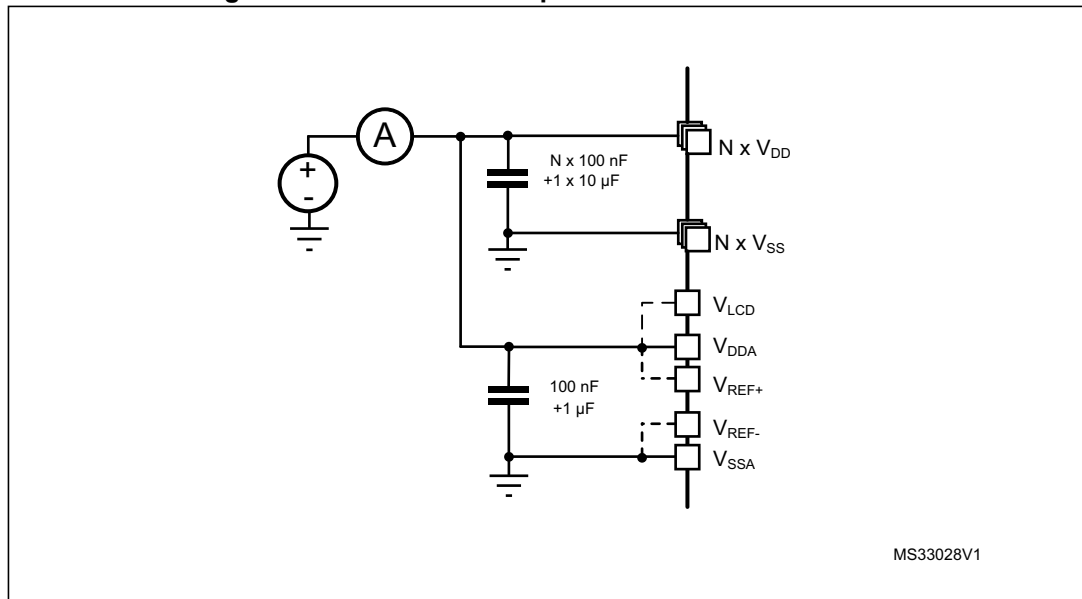 A
+
-
N x 100 nF
+1 x 10 µF
N x VDD
N x VSS
VLCD
VDDA
100 nF
+1 µF
VREF+
VREF-
VSSA
MS33028V1